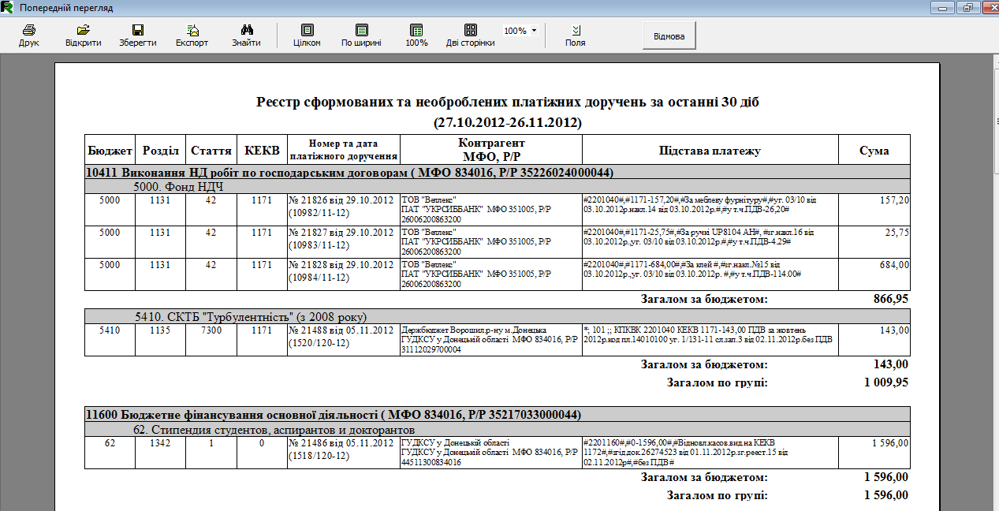 Попередній перегляд
Друк Відкрити Зберегти Експорт Знайти Цілком По ширині 100% Дві сторінки 100% Поля Відмова
Реєстр сформованих та необроблених платіжних доручень за останні 30 діб
(27.10.2012-26.11.2012)
Бюджет Розділ Стаття КЕКВ Номер та дата платіжного доручення Контрагент МФО, Р/Р Підстава платежу Сума
10411 Виконання НД робіт по господарським договорам ( МФО 834016, Р/Р 35226024000044)
5000. Фонд НДЧ
5000 1131 42 1171 № 21826 від 29.10.2012 ТОВ "Веллекс" #2201040#,#1171-157,20#,#За меблеву фурнітуру#,#уг. 03/10 від 157,20
(10982/11-12) ПАТ "УКРСИББАНК" МФО 351005, Р/Р 03.10.2012р.накл.14 від 03.10.2012р.#,#у т.ч.ПДВ-26,20#
26006200863200
5000 1131 42 1171 № 21827 від 29.10.2012 ТОВ "Веллекс" #2201040#,#1171-25,75#,#За ручкі UP8104 АН#, #зг.накл.16 від 25,75
(10983/11-12) ПАТ "УКРСИББАНК" МФО 351005, Р/Р 03.10.2012р.,уг. 03/10 від 03.10.2012р.#,#у т.ч.ПДВ-4.29#
26006200863200
5000 1131 42 1171 № 21828 від 29.10.2012 ТОВ "Веллекс" #2201040#,#1171-684,00#,#За клей #,#зг.накл.№15 від 684,00
(10984/11-12) ПАТ "УКРСИББАНК" МФО 351005, Р/Р 03.10.2012р.,уг. 03/10 від 03.10.2012р. #,#у т.ч.ПДВ-114.00#
26006200863200
Загалом за бюджетом: 866,95
5410. СКТБ "Турбулентність" (з 2008 року)
5410 1135 7300 1171 № 21488 від 05.11.2012 Держбюджет Ворошил.р-ну м.Донецька *; 101 ;; КПКВК 2201040 КЕКВ 1171-143,00 ПДВ за жовтень 143,00
(1520/120-12) ГУДКСУ у Донецькій області МФО 834016, Р/Р 2012р.код пл.14010100 уг. 1/131-11 сл.зап.3 від 02.11.2012р.без ПДВ
31112029700004
Загалом за бюджетом: 143,00
Загалом по групі: 1 009,95
11600 Бюджетне фінансування основної діяльності ( МФО 834016, Р/Р 35217033000044)
62. Стипендия студентов, аспирантов и докторантов
62 1342 1 0 № 21486 від 05.11.2012 ГУДКСУ у Донецькій області #2201160#,#0-1596,00#,#Відновл.касов.вид.на КЕКВ 1 596,00
(1518/120-12) ГУДКСУ у Донецькій області МФО 834016, Р/Р 1172#,#згід.док.26274523 від 01.11.2012р.зг.реест.15 від
44511300834016 02.11.2012р#,#без ПДВ#
Загалом за бюджетом: 1 596,00
Загалом по групі: 1 596,00